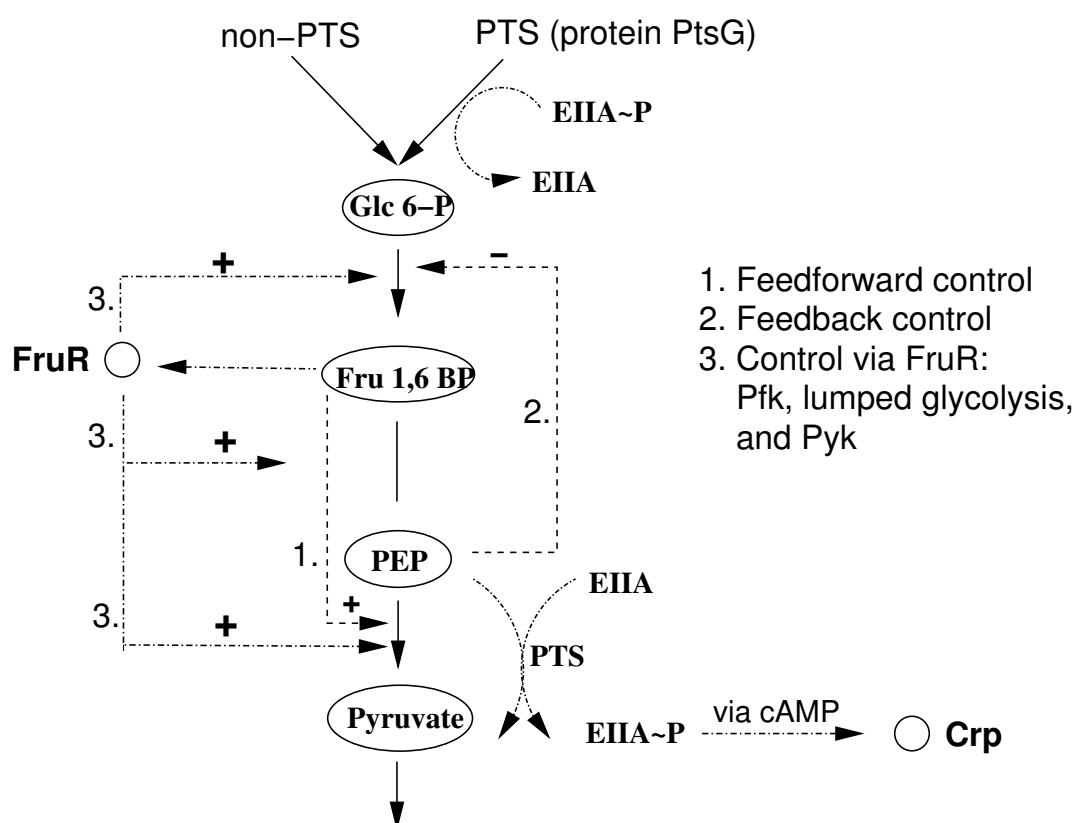 non−PTS
PTS (protein PtsG)
EIIA~P
EIIA
Glc 6−P
+
−
3.
1. Feedforward control
2. Feedback control
3. Control via FruR:
Pfk, lumped glycolysis,
and Pyk
FruR
Fru 1,6 BP
2.
3.
+
1.
PEP
EIIA
+
3.
+
PTS
Pyruvate
EIIA~P
via cAMP
Crp